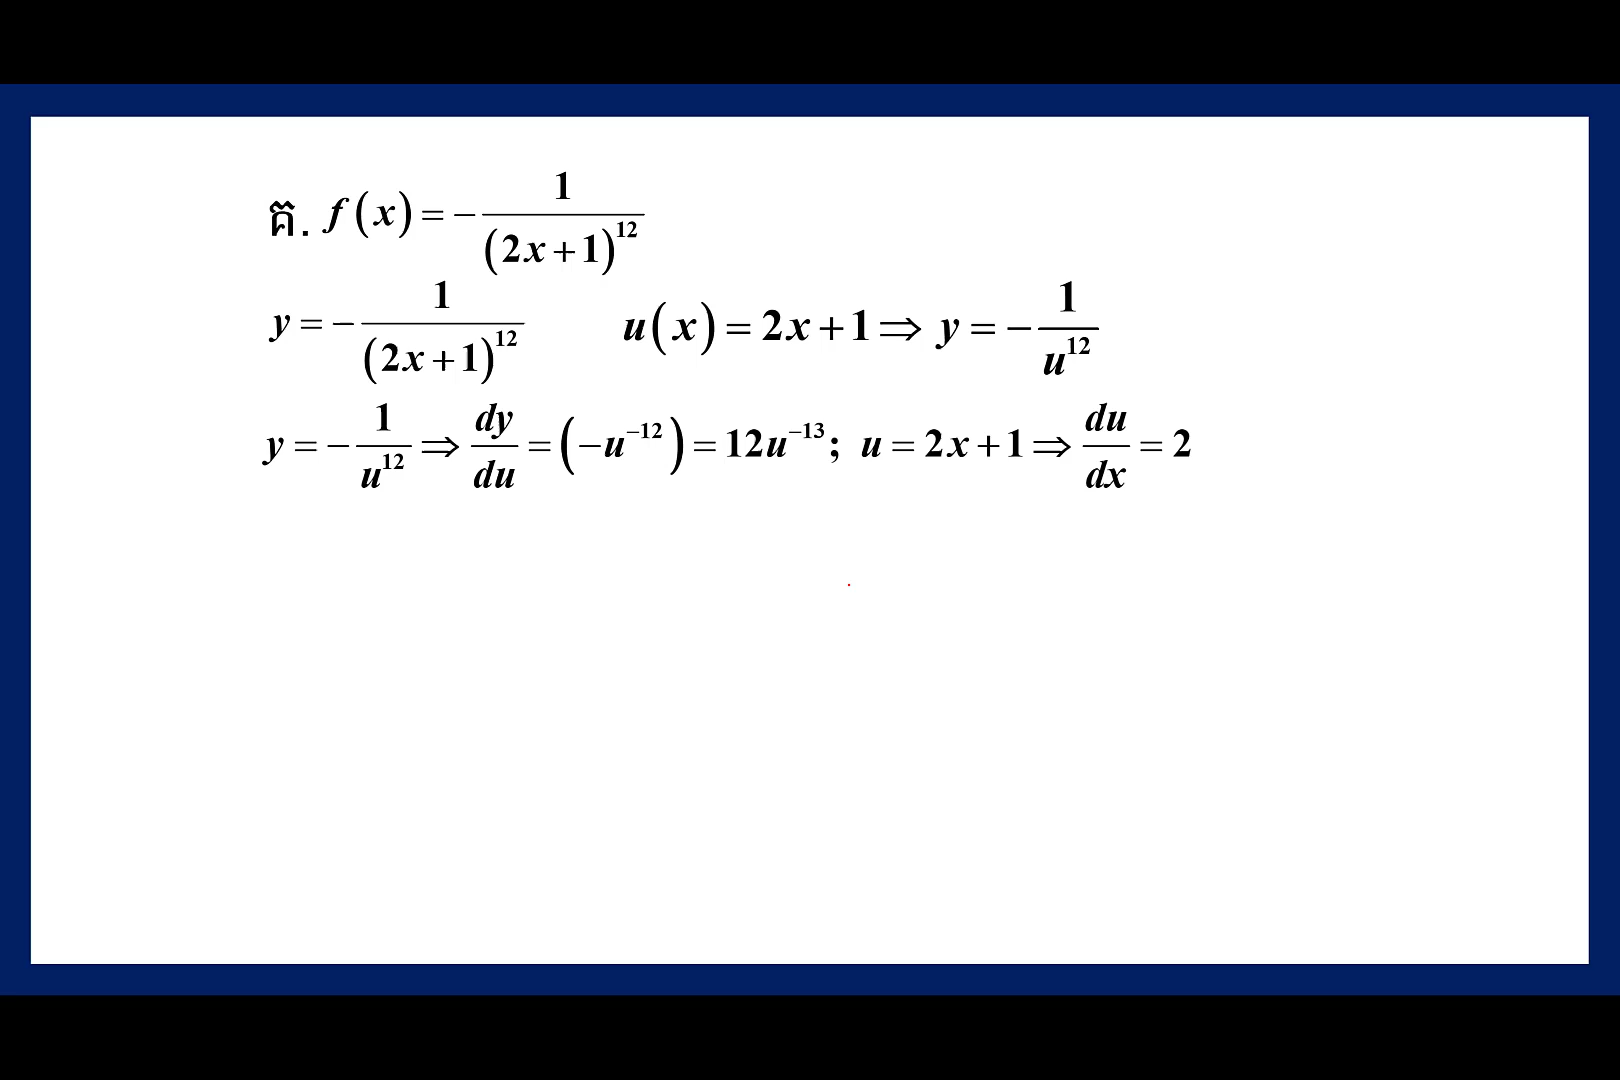 គ. f(x) = -1/(2x+1)^12
y = -1/(2x+1)^12 u(x) = 2x+1 ⇒ y = -1/u^12
y = -1/u^12 ⇒ dy/du = (-u^-12) = 12u^-13; u = 2x+1 ⇒ du/dx = 2